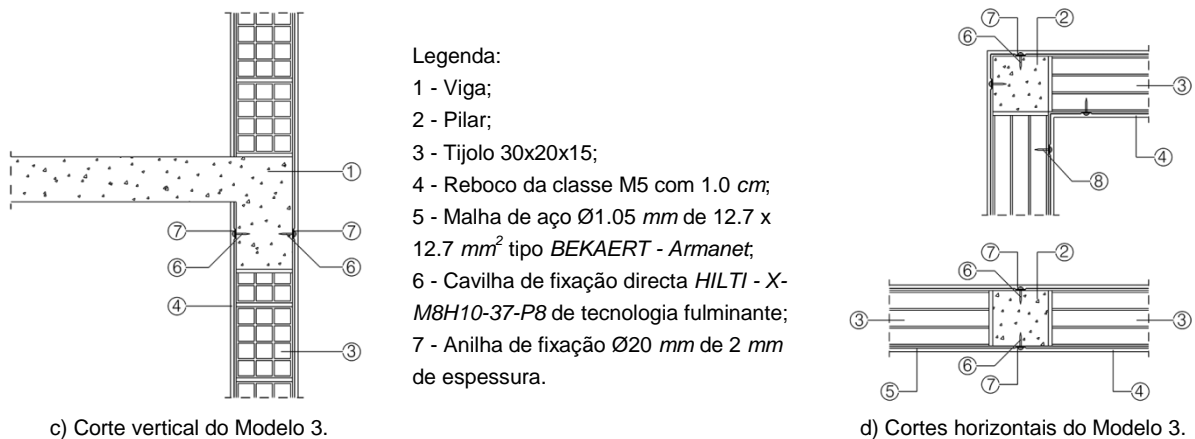 1
7
7
6
6
4
3
c) Corte vertical do Modelo 3.
Legenda:
1 - Viga;
2 - Pilar;
3 - Tijolo 30x20x15;
4 - Reboco da classe M5 com 1.0 cm;
5 - Malha de aço Ø1.05 mm de 12.7 x
12.7 mm² tipo BEKAERT - Armanet;
6 - Cavilha de fixação directa HILTI - X-
M8H10-37-P8 de tecnologia fulminante;
7 - Anilha de fixação Ø20 mm de 2 mm
de espessura.
7
2
6
3
4
8
7
2
6
3
3
6
5
7
4
d) Cortes horizontais do Modelo 3.